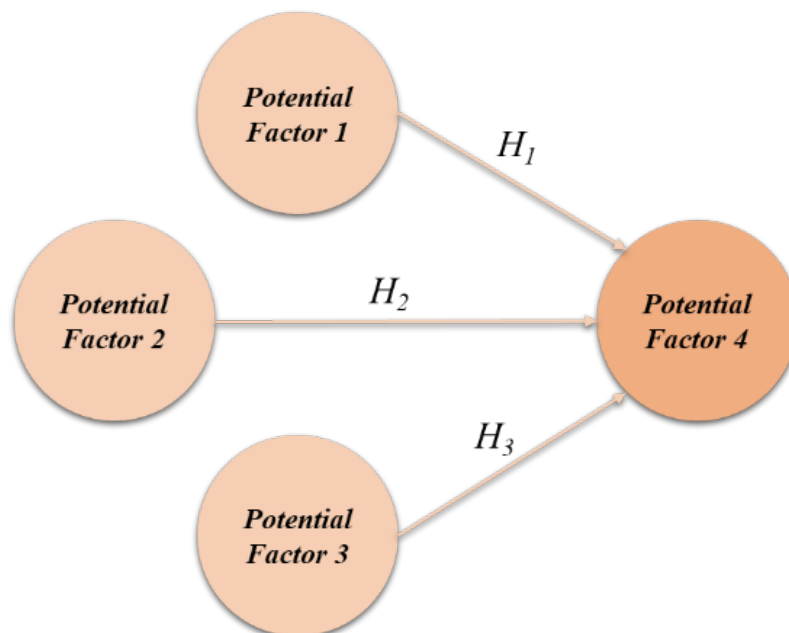 Potential
Factor 1
H₁
Potential
Factor 2
H₂
Potential
Factor 4
H₃
Potential
Factor 3